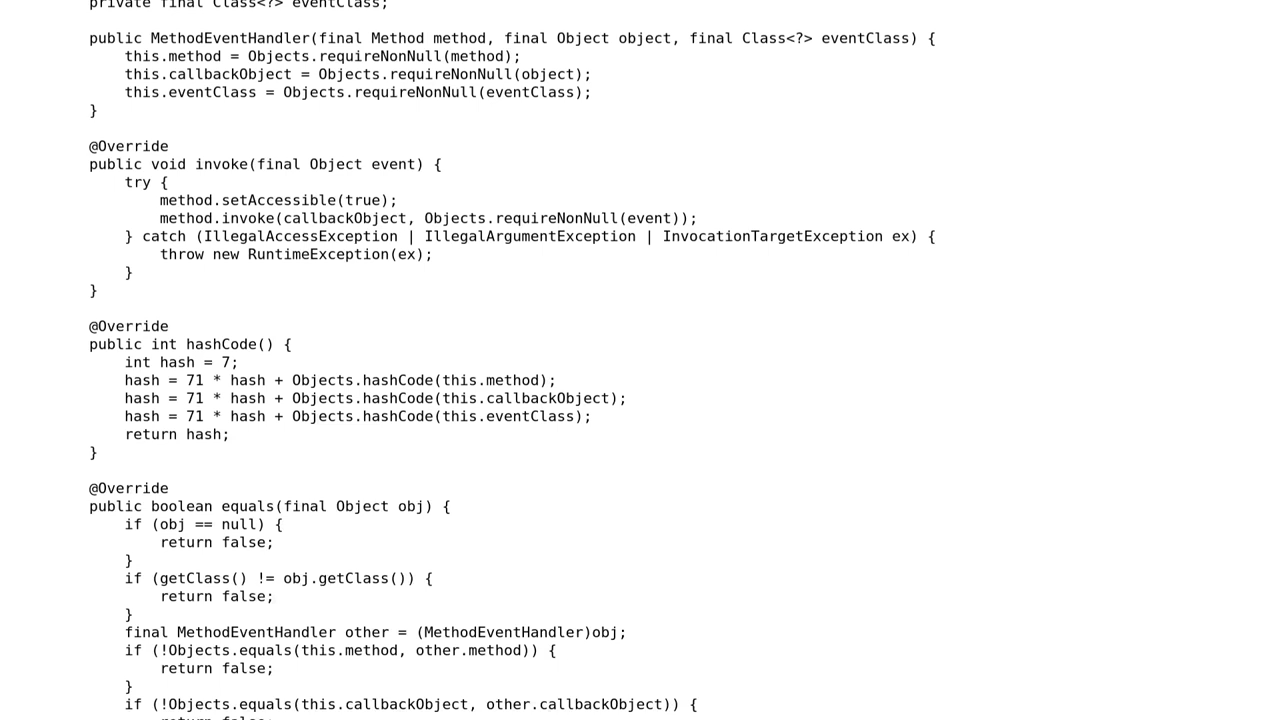 private final Class<?> eventClass;
public MethodEventHandler(final Method method, final Object object, final Class<?> eventClass) {
this.method = Objects.requireNonNull(method);
this.callbackObject = Objects.requireNonNull(object);
this.eventClass = Objects.requireNonNull(eventClass);
}
@Override
public void invoke(final Object event) {
try {
method.setAccessible(true);
method.invoke(callbackObject, Objects.requireNonNull(event));
} catch (IllegalAccessException | IllegalArgumentException | InvocationTargetException ex) {
throw new RuntimeException(ex);
}
}
@Override
public int hashCode() {
int hash = 7;
hash = 71 * hash + Objects.hashCode(this.method);
hash = 71 * hash + Objects.hashCode(this.callbackObject);
hash = 71 * hash + Objects.hashCode(this.eventClass);
return hash;
}
@Override
public boolean equals(final Object obj) {
if (obj == null) {
return false;
}
if (getClass() != obj.getClass()) {
return false;
}
final MethodEventHandler other = (MethodEventHandler)obj;
if (!Objects.equals(this.method, other.method)) {
return false;
}
if (!Objects.equals(this.callbackObject, other.callbackObject)) {
return false;